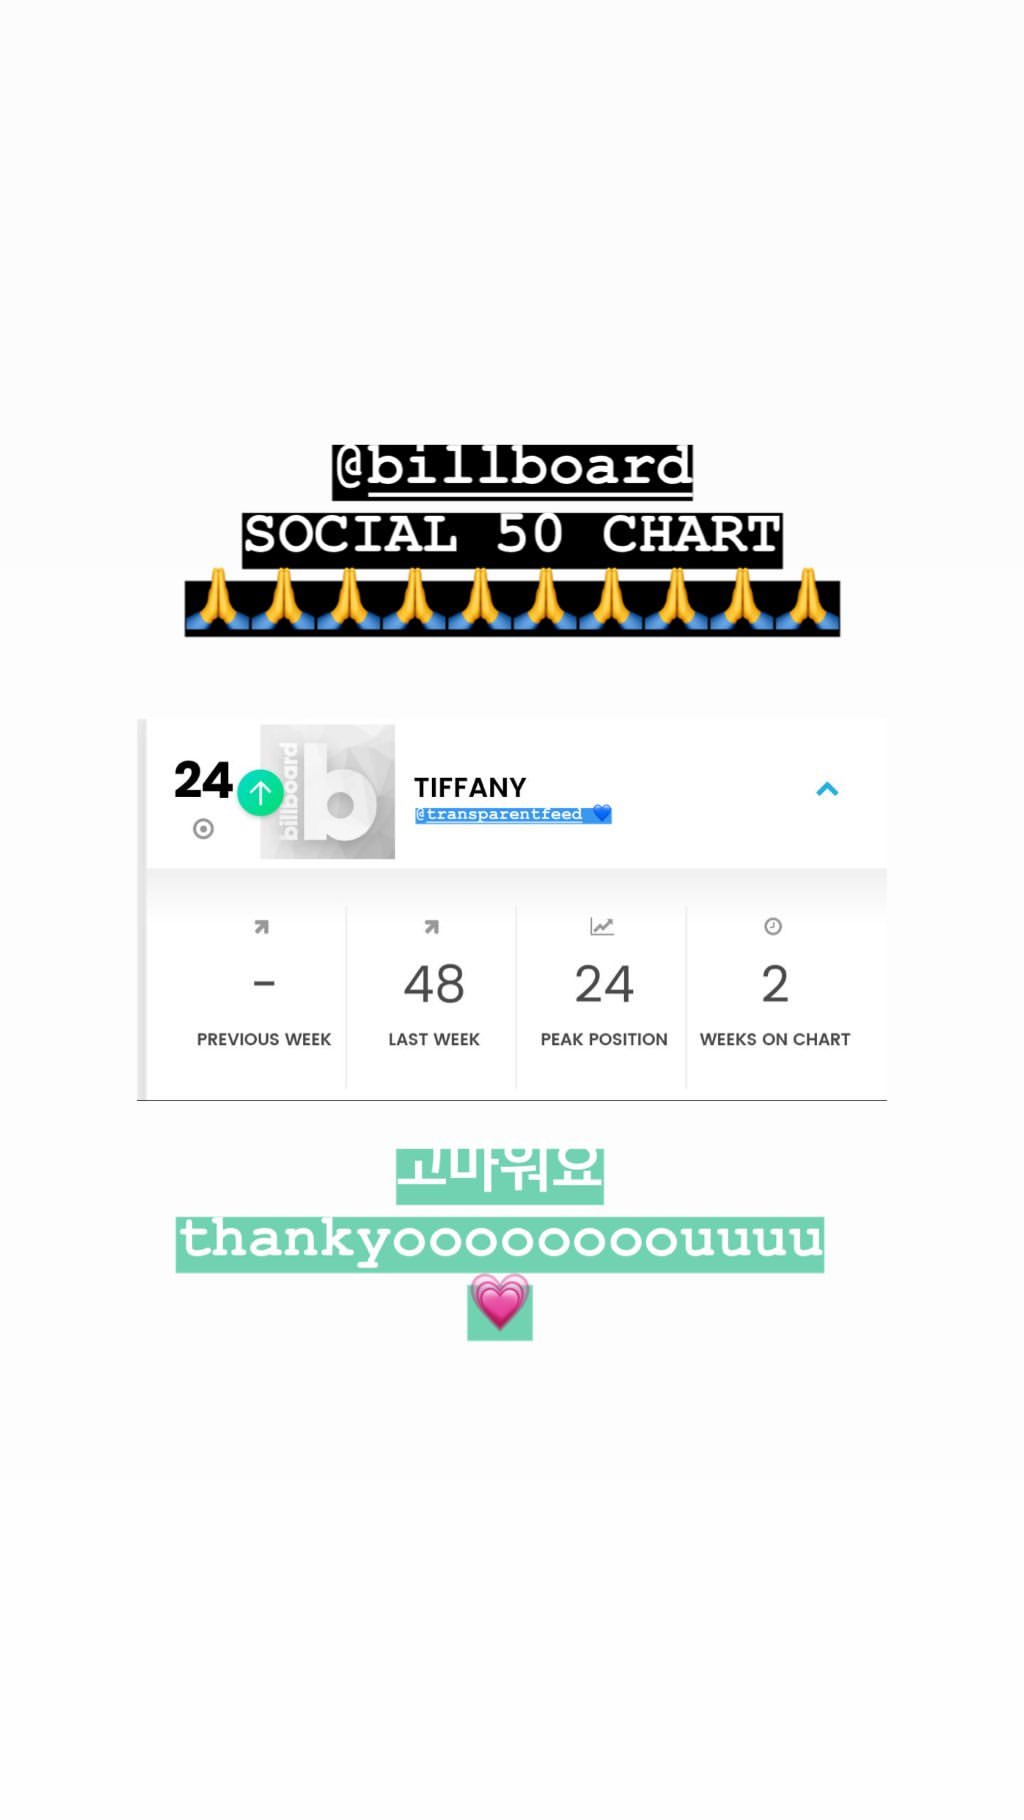 @billboard
SOCIAL 50 CHART
🙏🙏🙏🙏🙏🙏🙏🙏🙏🙏
24
billboard
b
TIFFANY
@transparentfeed 💙
- 48 24 2
PREVIOUS WEEK LAST WEEK PEAK POSITION WEEKS ON CHART
고마워요
thankyoooooooouuuu
💗